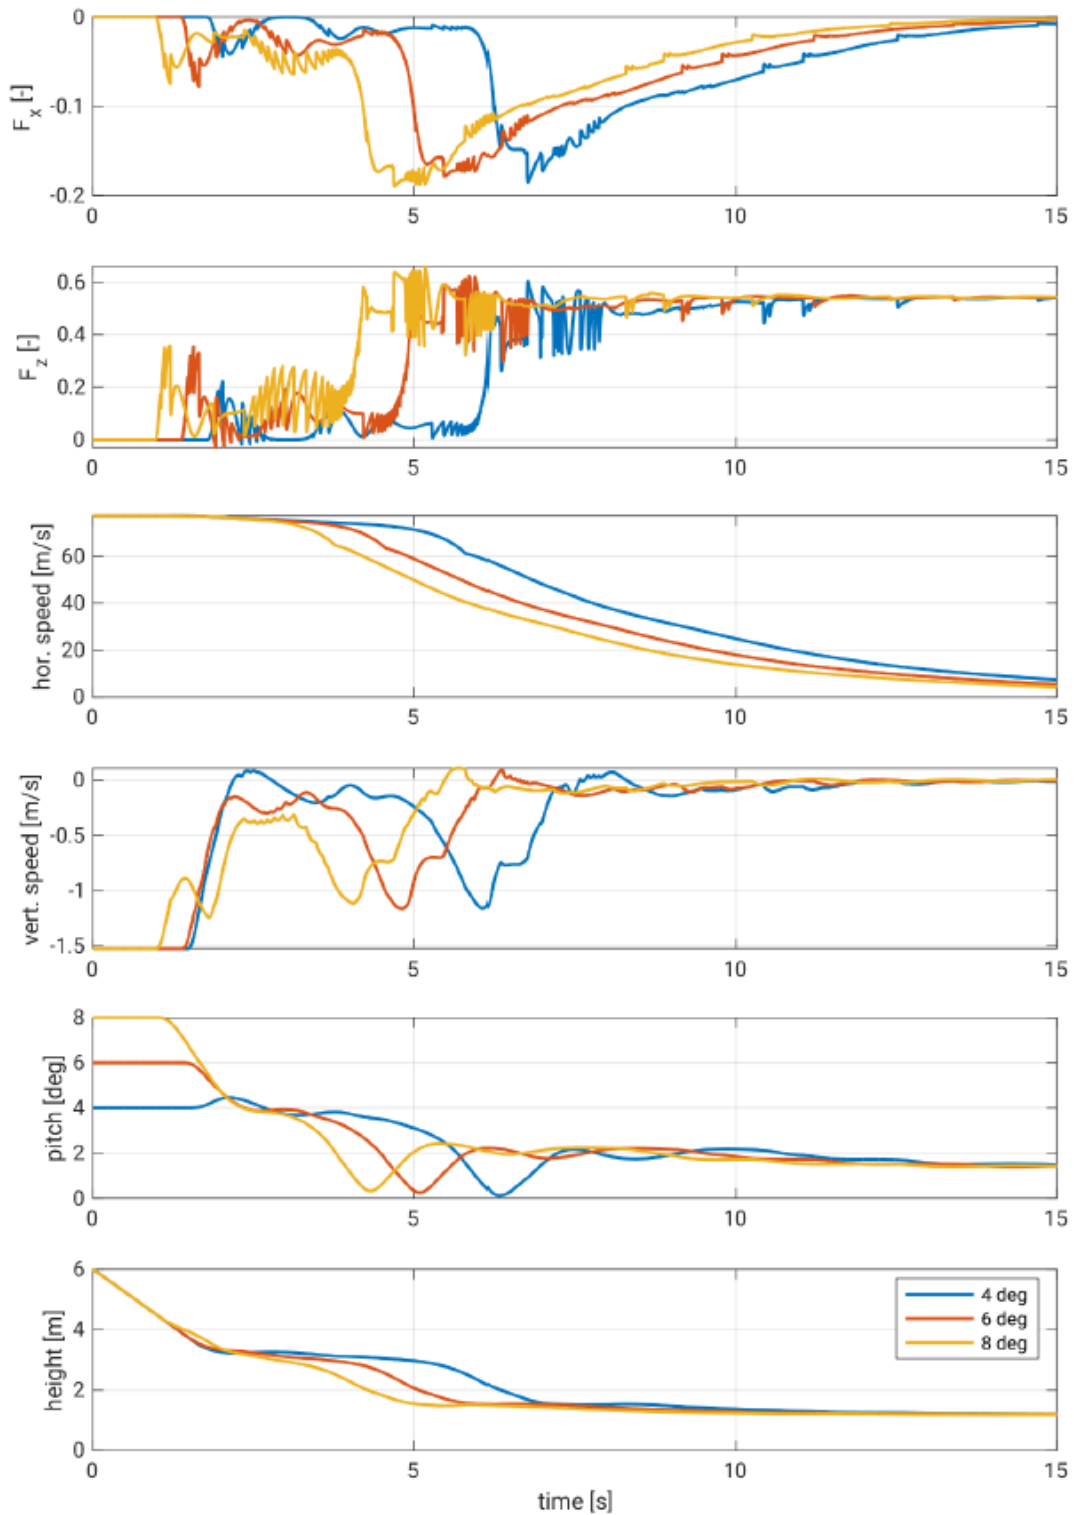 0
-0.1
-0.2
F_x [-]
0 5 10 15
0.6
0.4
0.2
0
F_z [-]
0 5 10 15
60
40
20
0
hor. speed [m/s]
0 5 10 15
0
-0.5
-1
-1.5
vert. speed [m/s]
0 5 10 15
8
6
4
2
0
pitch [deg]
0 5 10 15
6
4
2
0
height [m]
4 deg
6 deg
8 deg
0 5 10 15
time [s]